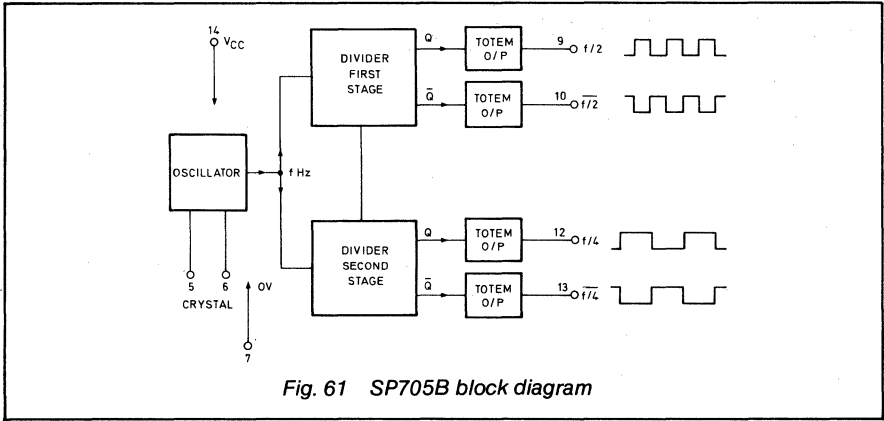 14
VCC
OSCILLATOR
5
6
CRYSTAL
0V
7
f Hz
DIVIDER
FIRST
STAGE
Q
TOTEM
O/P
9
f/2
Q̅
TOTEM
O/P
10
f/2
DIVIDER
SECOND
STAGE
Q
TOTEM
O/P
12
f/4
Q̅
TOTEM
O/P
13
f/4
Fig. 61 SP705B block diagram